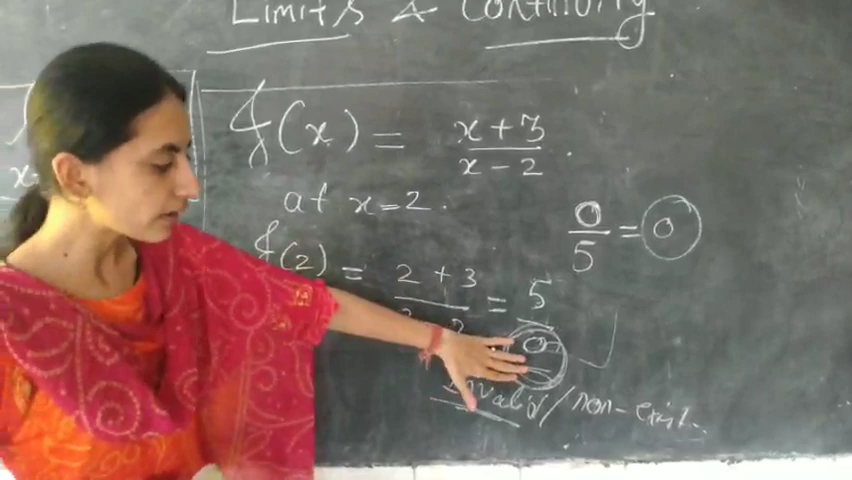 Limits & Continuity
f(x) = x+3 / x-2 .
at x=2.
0/5 = 0
f(2) = 2+3 / 2-2 = 5/0
Invalid/non-exist.